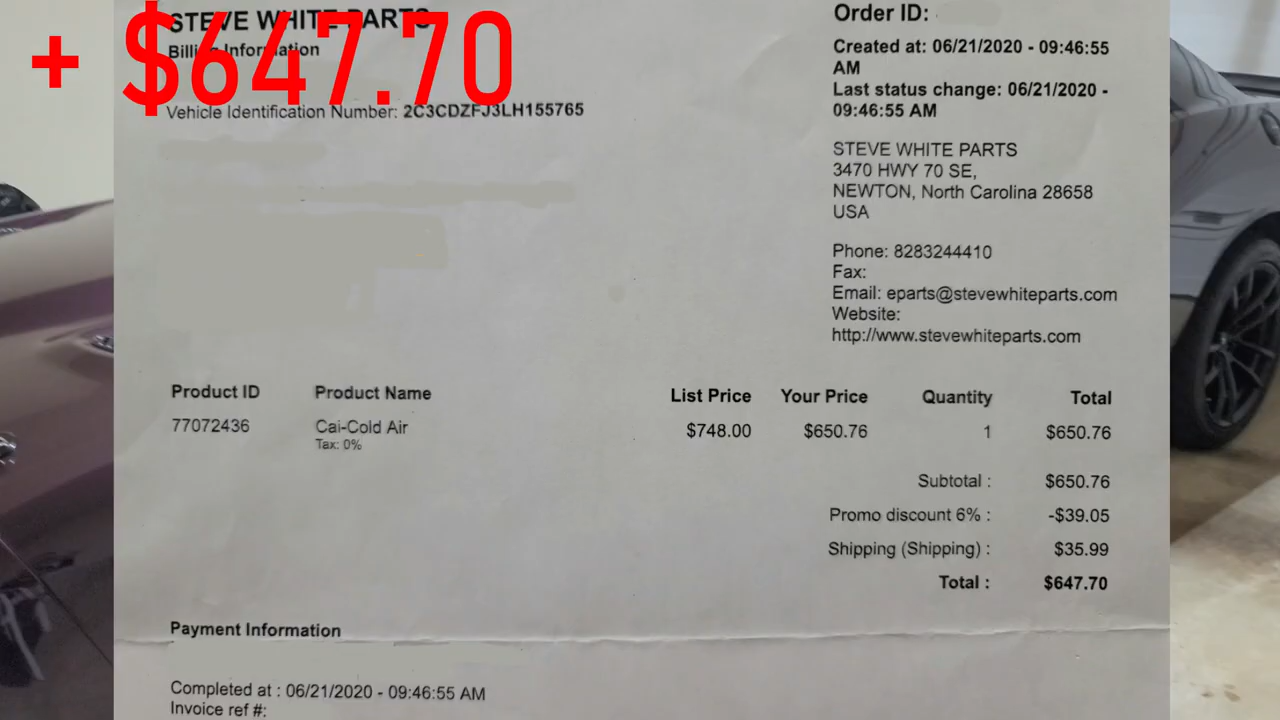 + $647.70
STEVE WHITE PARTS
Billing Information
Vehicle Identification Number: 2C3CDZFJ3LH155765
Order ID:
Created at: 06/21/2020 - 09:46:55
AM
Last status change: 06/21/2020 -
09:46:55 AM
STEVE WHITE PARTS
3470 HWY 70 SE,
NEWTON, North Carolina 28658
USA
Phone: 8283244410
Fax:
Email: eparts@stevewhiteparts.com
Website:
http://www.stevewhiteparts.com
Product ID Product Name List Price Your Price Quantity Total
77072436 Cai-Cold Air $748.00 $650.76 1 $650.76
Tax: 0%
Subtotal : $650.76
Promo discount 6% : -$39.05
Shipping (Shipping) : $35.99
Total : $647.70
Payment Information
Completed at : 06/21/2020 - 09:46:55 AM
Invoice ref #: